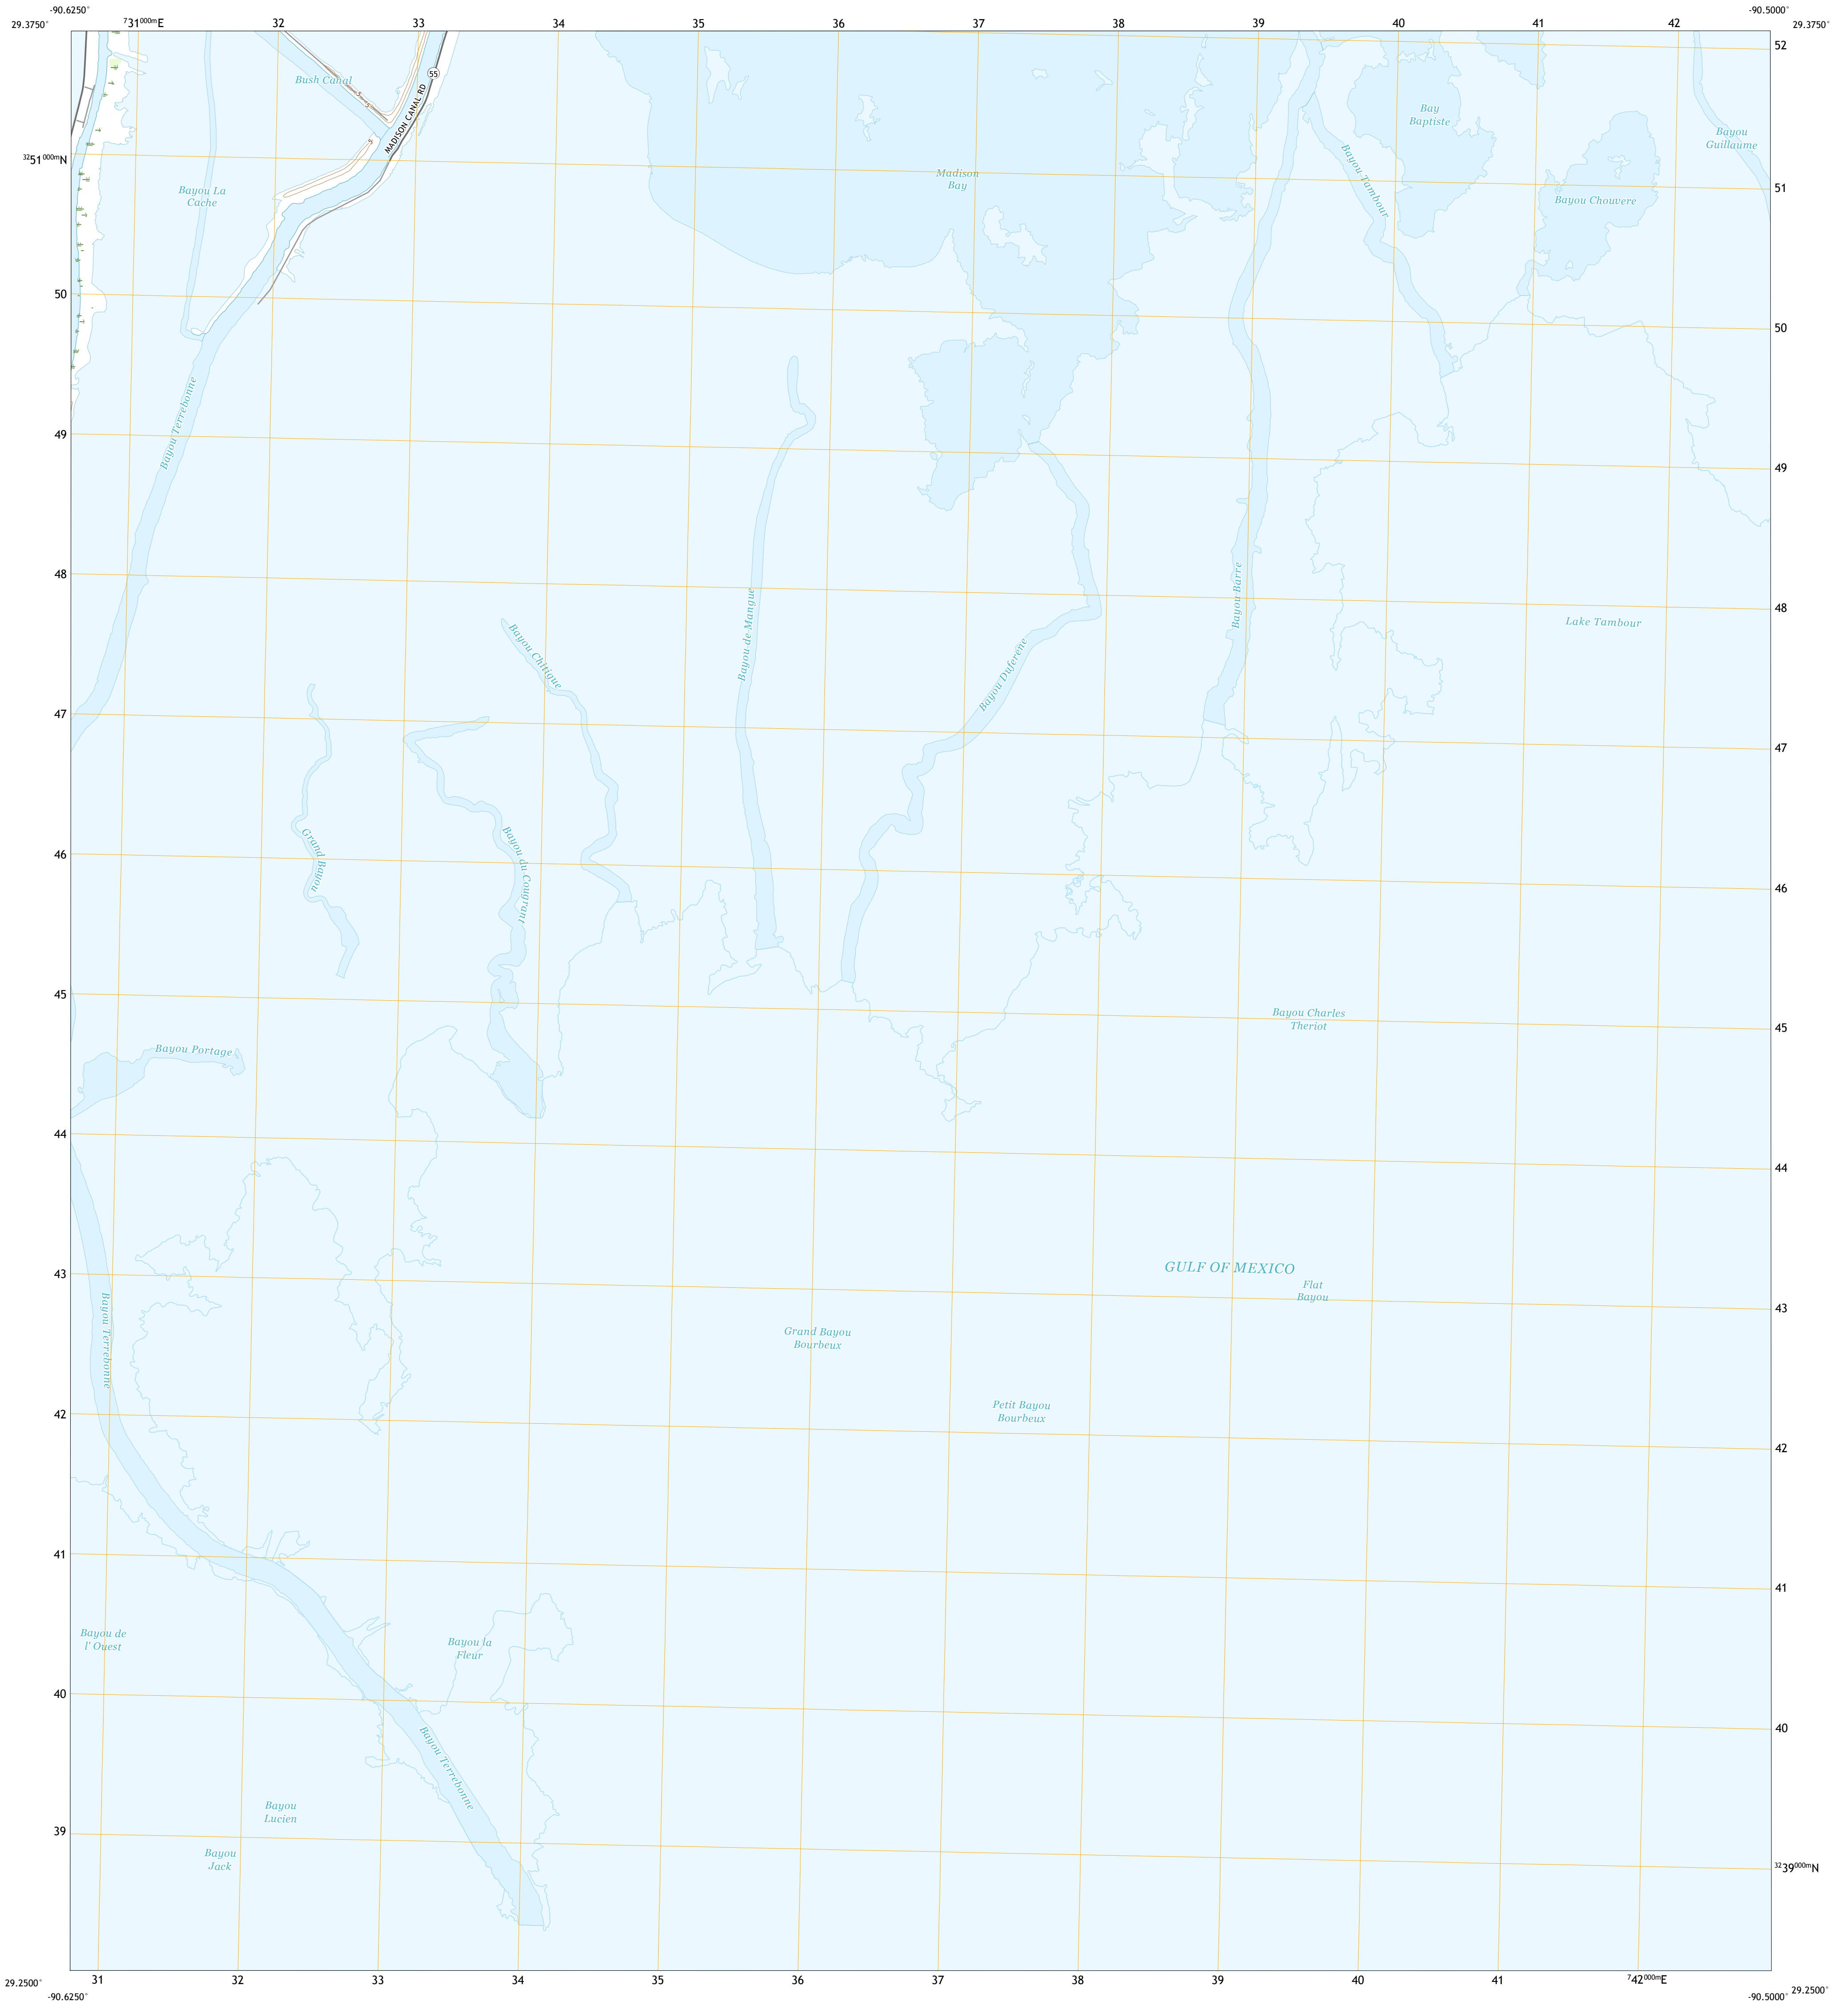 -90.6250°
-90.5000°
29.3750°
731000mE
32
33
34
35
36
37
38
39
40
41
42
29.3750°
52
55
MADISON CANAL RD
Bush Canal
5
5
5
Bay
Baptiste
Bayou
Guillaume
3251000mN
51
Bayou La
Cache
Madison
Bay
Bayou Tambour
Bayou Chouvere
50
50
Bayou Terrebonne
49
49
48
48
Bayou Chitique
Bayou de Mangue
Bayou Duferene
Bayou Barre
Lake Tambour
47
47
Grand Bayou
Bayou du Cougrant
46
46
45
45
Bayou Charles
Theriot
Bayou Portage
44
44
GULF OF MEXICO
Flat
Bayou
43
43
Bayou Terrebonne
Grand Bayou
Bourbeux
Petit Bayou
Bourbeux
42
42
41
41
Bayou de
l' Ouest
Bayou la
Fleur
40
40
Bayou Terrebonne
Bayou
Lucien
39
Bayou
Jack
3239000mN
29.2500°
31
32
33
34
35
36
37
38
39
40
41
742000mE
29.2500°
-90.6250°
-90.5000°